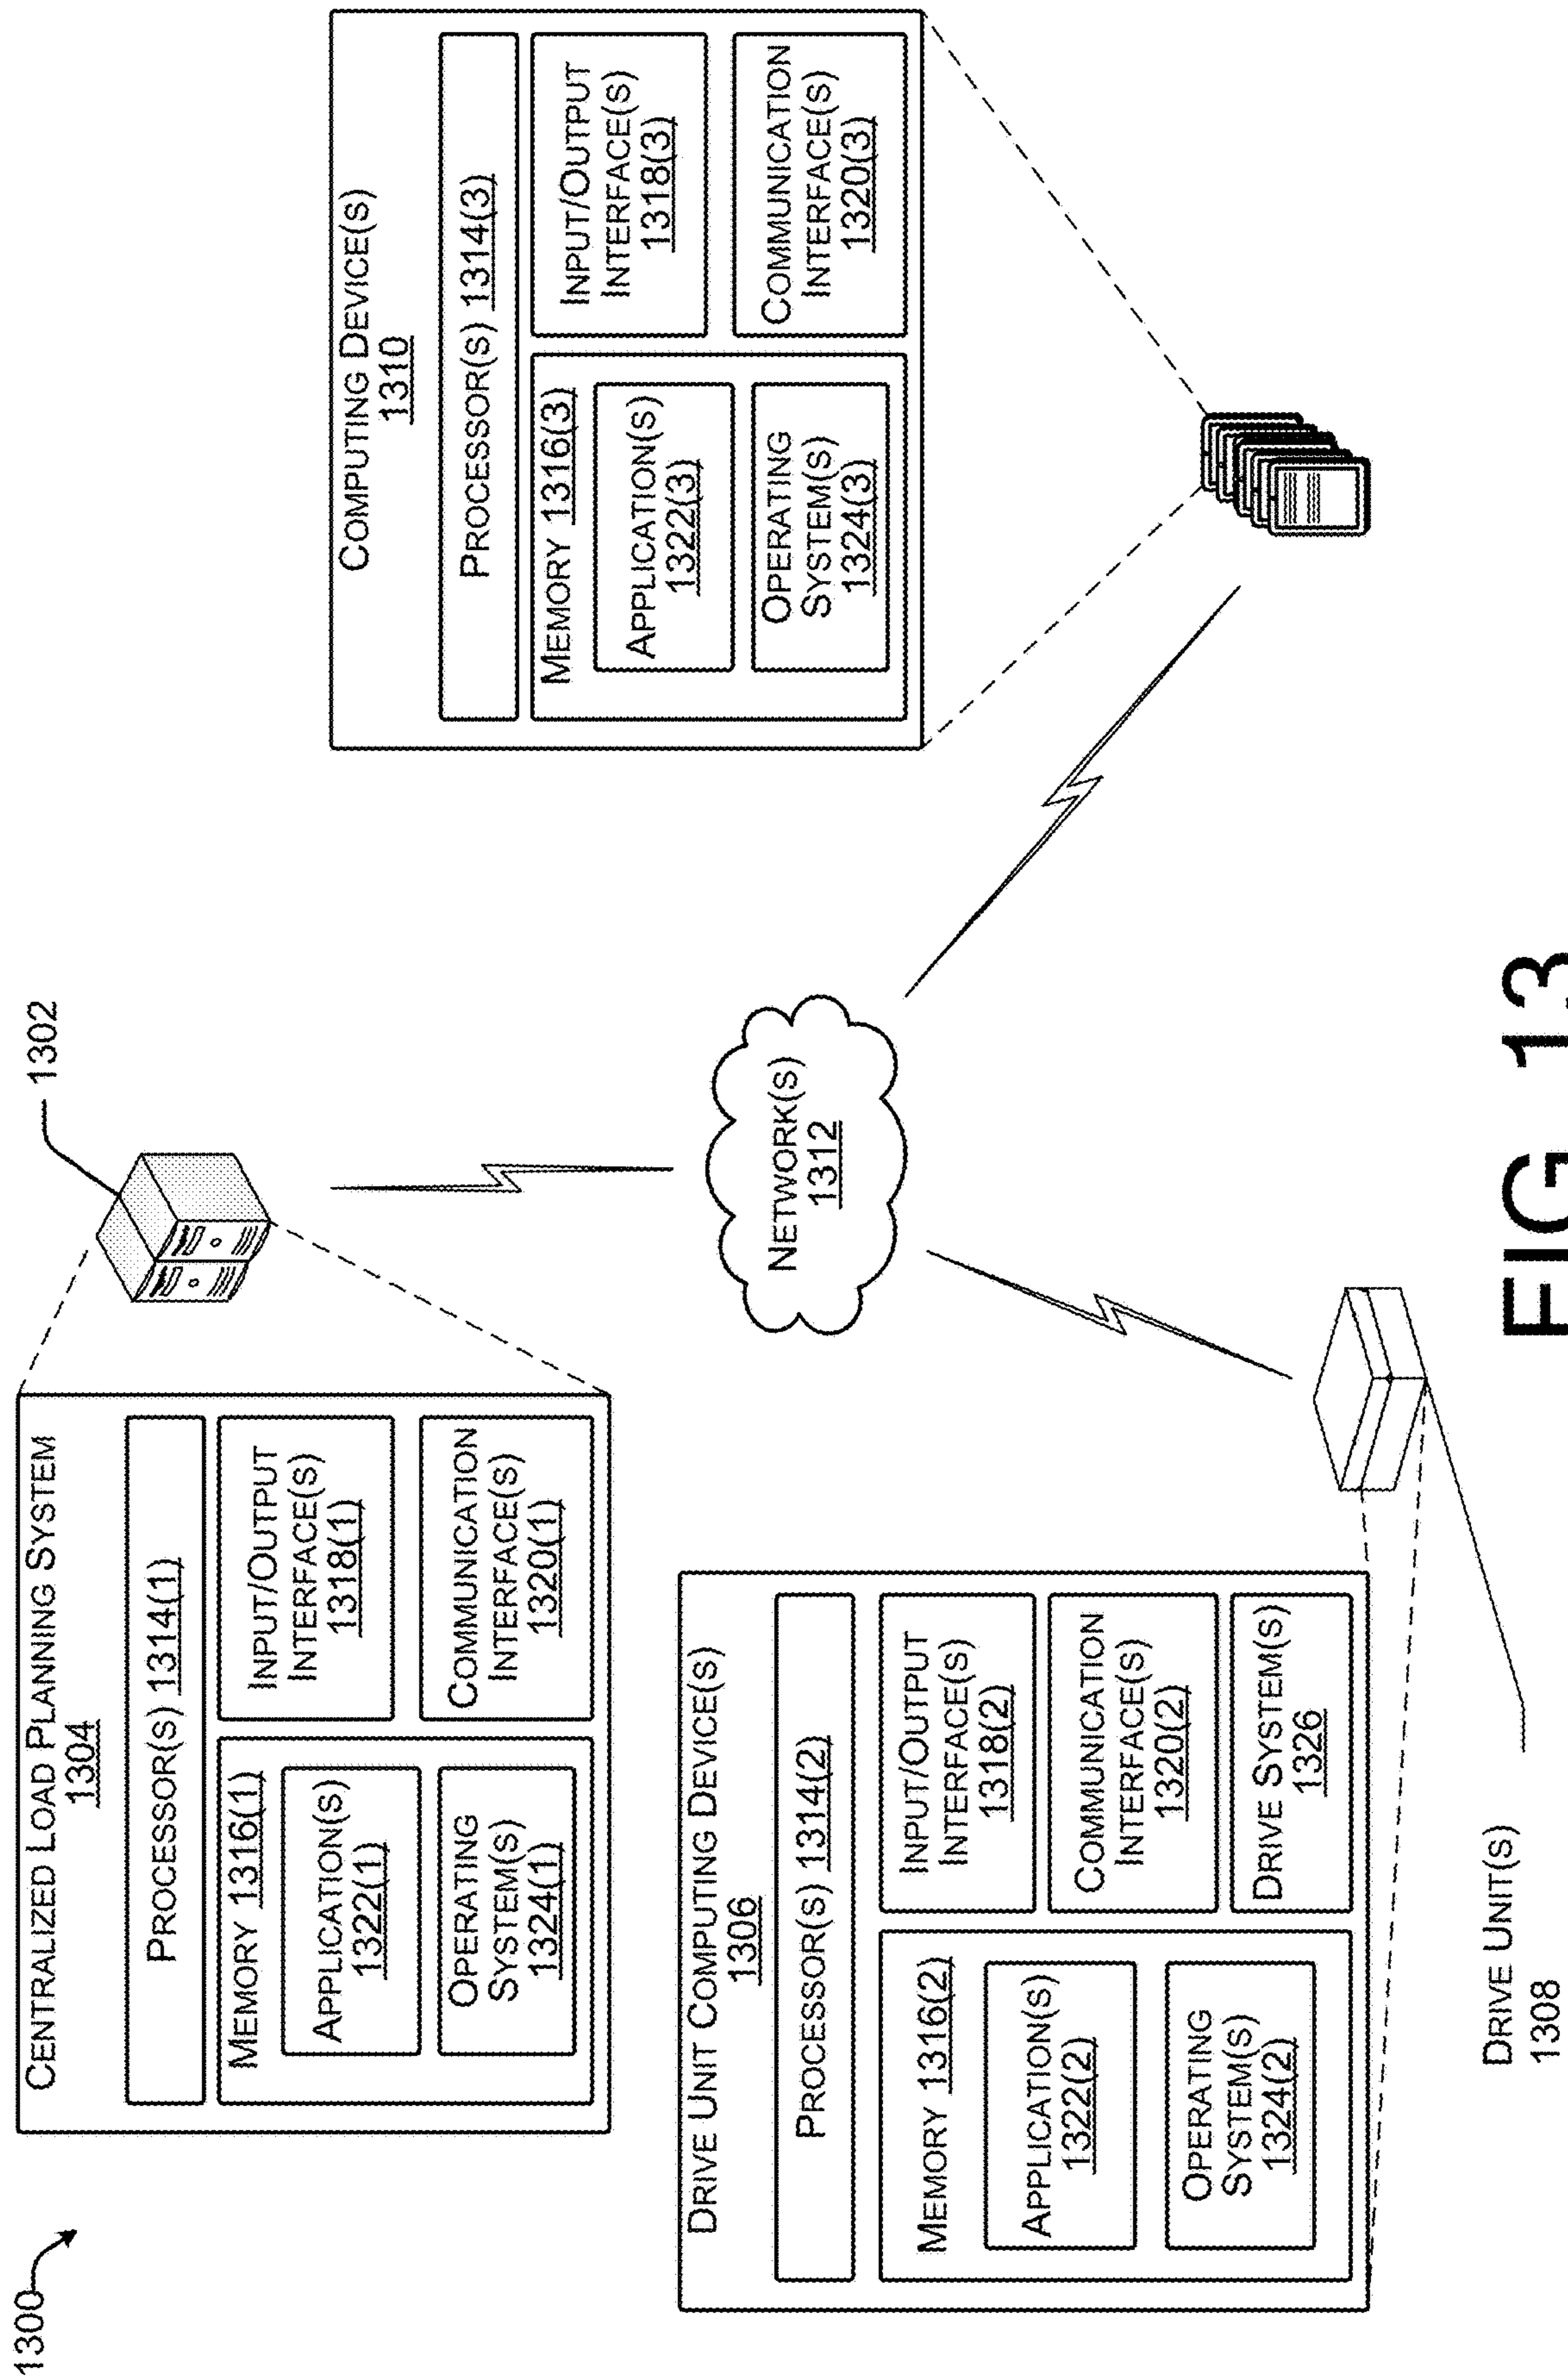 1300
1302
CENTRALIZED LOAD PLANNING SYSTEM
1304
PROCESSOR(S) 1314(1)
MEMORY 1316(1)
APPLICATION(S)
1322(1)
OPERATING
SYSTEM(S)
1324(1)
INPUT/OUTPUT
INTERFACE(S)
1318(1)
COMMUNICATION
INTERFACE(S)
1320(1)
COMPUTING DEVICE(S)
1310
PROCESSOR(S) 1314(3)
MEMORY 1316(3)
APPLICATION(S)
1322(3)
OPERATING
SYSTEM(S)
1324(3)
INPUT/OUTPUT
INTERFACE(S)
1318(3)
COMMUNICATION
INTERFACE(S)
1320(3)
NETWORK(S)
1312
DRIVE UNIT COMPUTING DEVICE(S)
1306
PROCESSOR(S) 1314(2)
MEMORY 1316(2)
APPLICATION(S)
1322(2)
OPERATING
SYSTEM(S)
1324(2)
INPUT/OUTPUT
INTERFACE(S)
1318(2)
COMMUNICATION
INTERFACE(S)
1320(2)
DRIVE SYSTEM(S)
1326
DRIVE UNIT(S)
1308
FIG. 13